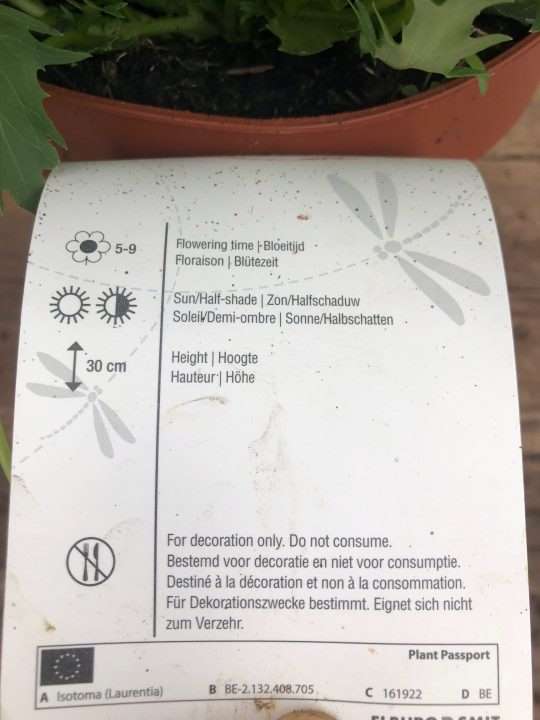 5-9
Flowering time | Bloeitijd
Floraison | Blütezeit
Sun/Half-shade | Zon/Halfschaduw
Soleil/Demi-ombre | Sonne/Halbschatten
30 cm
Height | Hoogte
Hauteur | Höhe
For decoration only. Do not consume.
Bestemd voor decoratie en niet voor consumptie.
Destiné à la décoration et non à la consommation.
Für Dekorationszwecke bestimmt. Eignet sich nicht
zum Verzehr.
Plant Passport
A Isotoma (Laurentia) B BE-2.132.408.705 C 161922 D BE